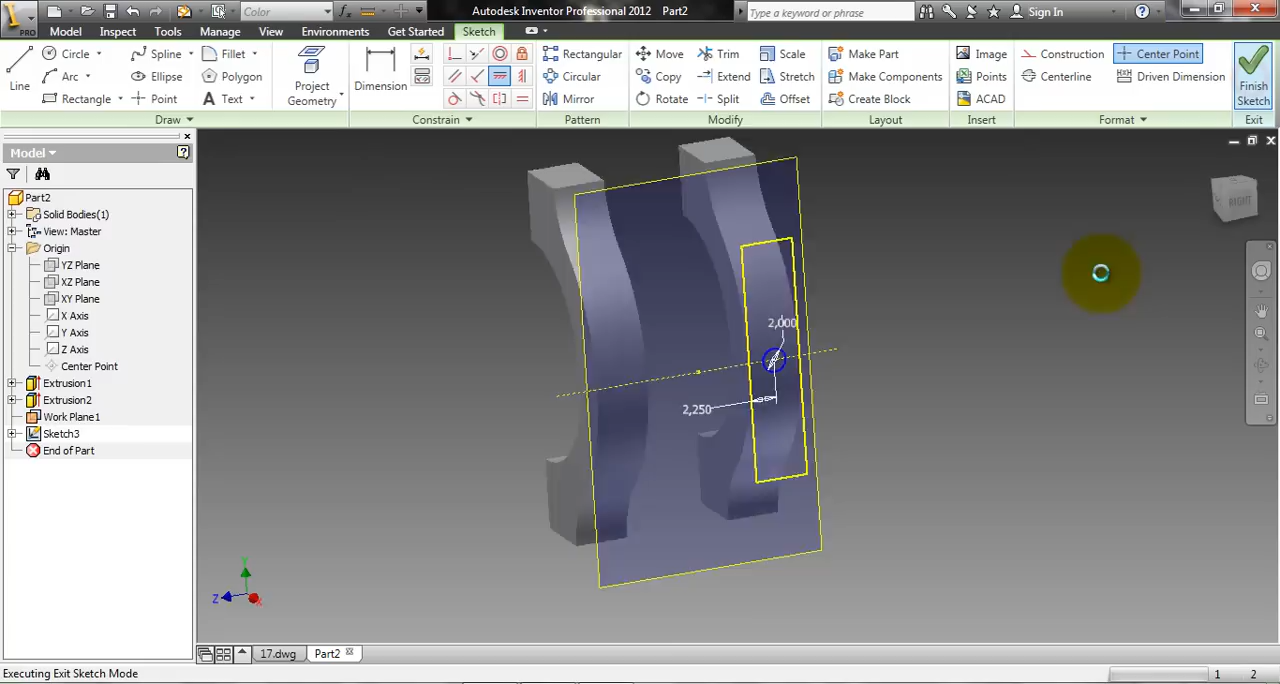 PRO
Color
Autodesk Inventor Professional 2012 Part2
Type a keyword or phrase
Sign In
Model Inspect Tools Manage View Environments Get Started Sketch
Line
Circle
Arc
Rectangle
Spline
Ellipse
Point
Fillet
Polygon
A Text
Draw
Project
Geometry
Dimension
Constrain
Rectangular
Circular
Mirror
Pattern
Move
Copy
Rotate
Trim
Extend
Split
Scale
Stretch
Offset
Modify
Make Part
Make Components
Create Block
Layout
Image
Points
ACAD
Insert
Construction
Centerline
Center Point
Driven Dimension
Format
Finish
Sketch
Exit
Model
Part2
Solid Bodies(1)
View: Master
Origin
YZ Plane
XZ Plane
XY Plane
X Axis
Y Axis
Z Axis
Center Point
Extrusion1
Extrusion2
Work Plane1
Sketch3
End of Part
2,000
2,250
RIGHT
Y
Z
X
17.dwg
Part2
Executing Exit Sketch Mode
1
2